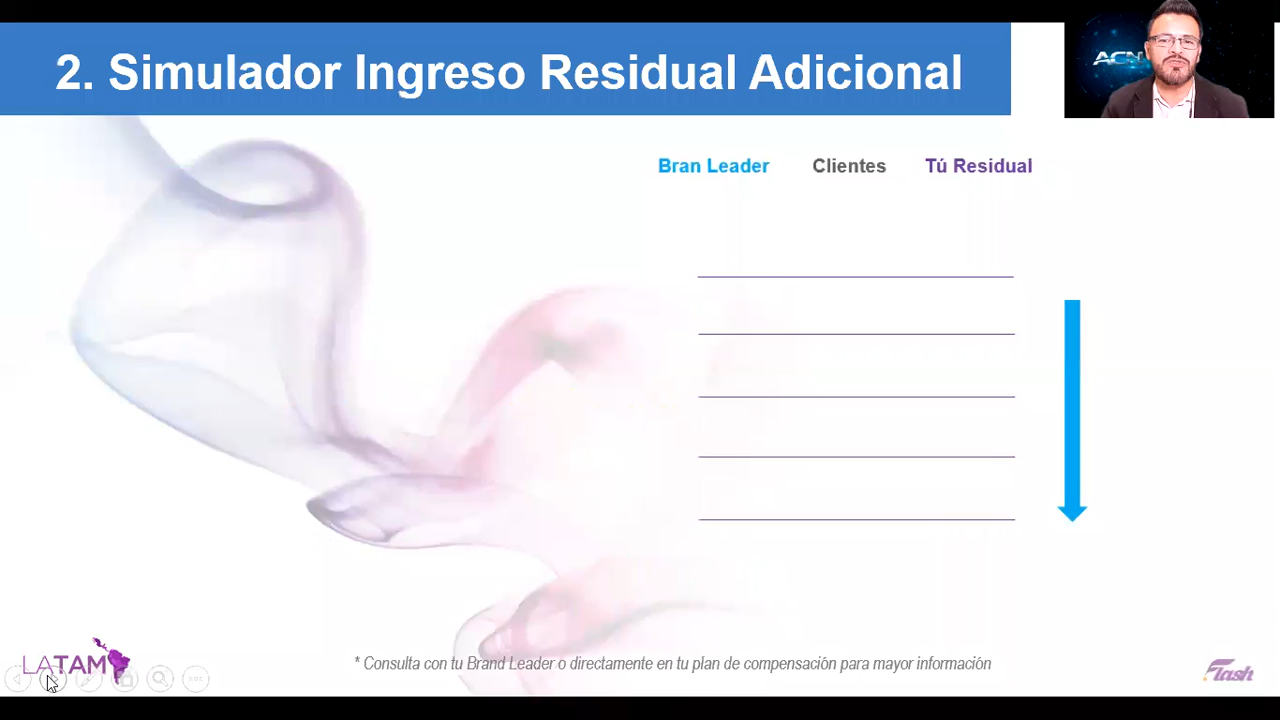 2. Simulador Ingreso Residual Adicional
ACN
Bran Leader Clientes Tú Residual
* Consulta con tu Brand Leader o directamente en tu plan de compensación para mayor información
LATAM
Flash